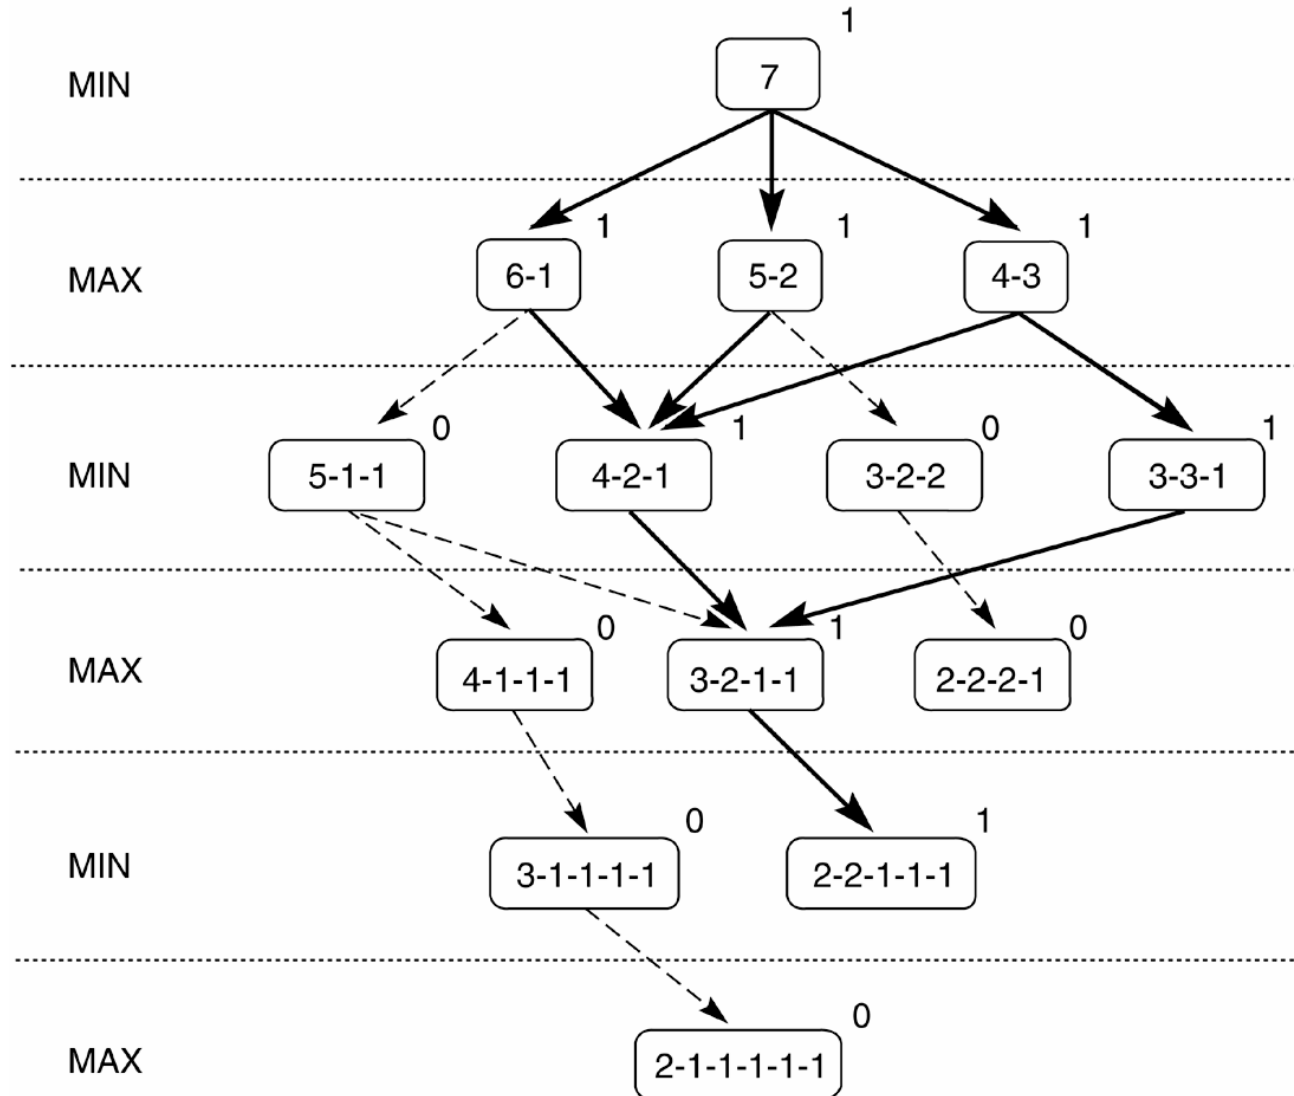 1
MIN 7
1 1 1
MAX 6-1 5-2 4-3
0 1 0 1
MIN 5-1-1 4-2-1 3-2-2 3-3-1
0 1 0
MAX 4-1-1-1 3-2-1-1 2-2-2-1
0 1
MIN 3-1-1-1-1 2-2-1-1-1
0
MAX 2-1-1-1-1-1